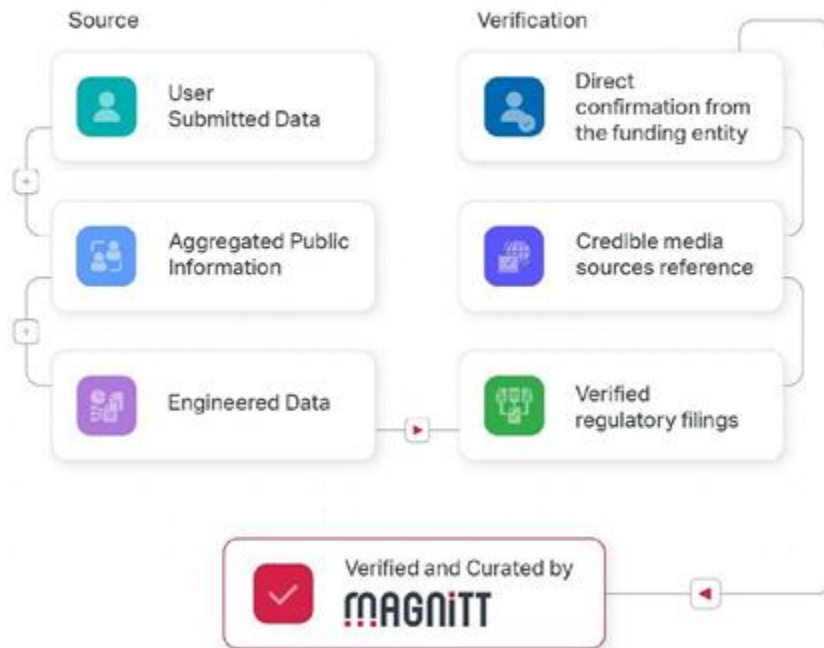 Source
User
Submitted Data
Aggregated Public
Information
Engineered Data
Verification
Direct
confirmation from
the funding entity
Credible media
sources reference
Verified
regulatory filings
Verified and Curated by
MAGNiTT